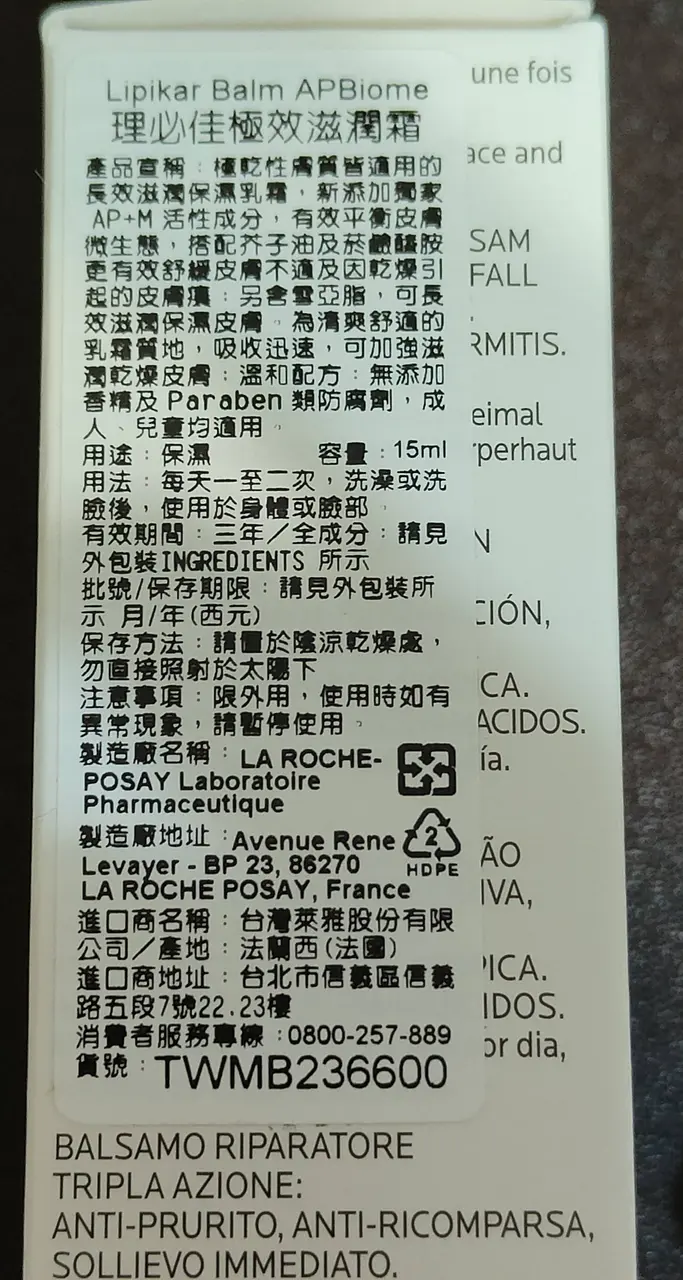 Lipikar Balm APBiome
理必佳極效滋潤霜
產品宣稱：極乾性膚質皆適用的
長效滋潤保濕乳霜，新添加獨家
AP+M 活性成分，有效平衡皮膚
微生態，搭配芥子油及菸鹼醯胺
更有效舒緩皮膚不適及因乾燥引
起的皮膚癢：另含雪亞脂，可長
效滋潤保濕皮膚。為清爽舒適的
乳霜質地，吸收迅速，可加強滋
潤乾燥皮膚：溫和配方：無添加
香精及 Paraben 類防腐劑，成
人、兒童均適用。
用途：保濕 容量：15ml
用法：每天一至二次，洗澡或洗
臉後，使用於身體或臉部。
有效期間：三年／全成分：請見
外包裝INGREDIENTS 所示
批號/保存期限：請見外包裝所
示 月/年(西元)
保存方法：請置於陰涼乾燥處，
勿直接照射於太陽下
注意事項：限外用，使用時如有
異常現象，請暫停使用。
製造廠名稱：LA ROCHE-
POSAY Laboratoire
Pharmaceutique
製造廠地址：Avenue Rene
Levayer - BP 23, 86270
LA ROCHE POSAY, France
2
HDPE
進口商名稱：台灣萊雅股份有限
公司／產地：法蘭西(法國)
進口商地址：台北市信義區信義
路五段7號22.23樓
消費者服務專線：0800-257-889
貨號：TWMB236600
une fois
ace and
SAM
FALL
RMITIS.
eimal
rperhaut
N
CIÓN,
CA.
ACIDOS.
ía.
ÃO
IVA,
PICA.
IDOS.
or dia,
BALSAMO RIPARATORE
TRIPLA AZIONE:
ANTI-PRURITO, ANTI-RICOMPARSA,
SOLLIEVO IMMEDIATO.